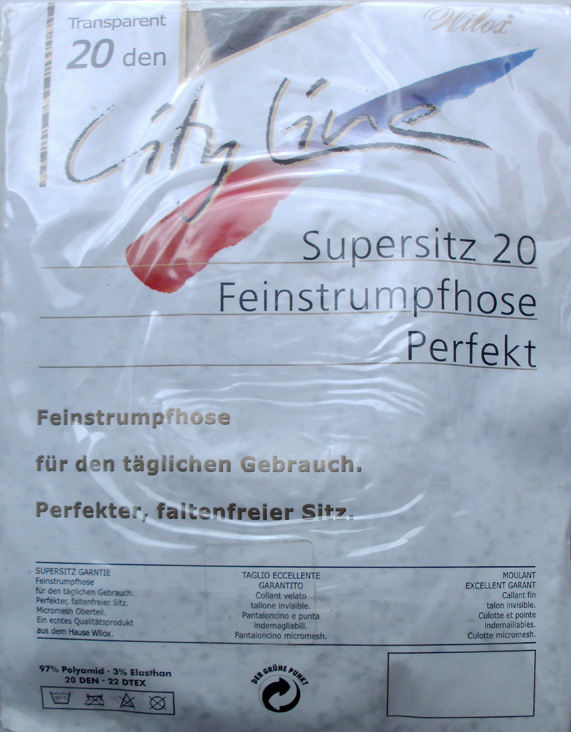 Transparent
20 den
Wilox
City Line
Supersitz 20
Feinstrumpfhose
Perfekt
Feinstrumpfhose
für den täglichen Gebrauch.
Perfekter, faltenfreier Sitz.
SUPERSITZ GARNTIE
Feinstrumpfhose
für den täglichen Gebrauch.
Perfekter, faltenfreier Sitz.
Micromesh Oberteil.
Ein echtes Qualitätsprodukt
aus dem Hause Wilox.
TAGLIO ECCELLENTE
GARANTITO
Collant velato
tallone invisibile.
Pantaloncino e punta
indemagliabili.
Pantaloncino micromesh.
MOULANT
EXCELLENT GARANT
Callant fin
talon invisible.
Culotte et pointe
indemaillables.
Culotte micromesh.
97% Polyamid · 3% Elasthan
20 DEN · 22 DTEX
DER GRÜNE PUNKT